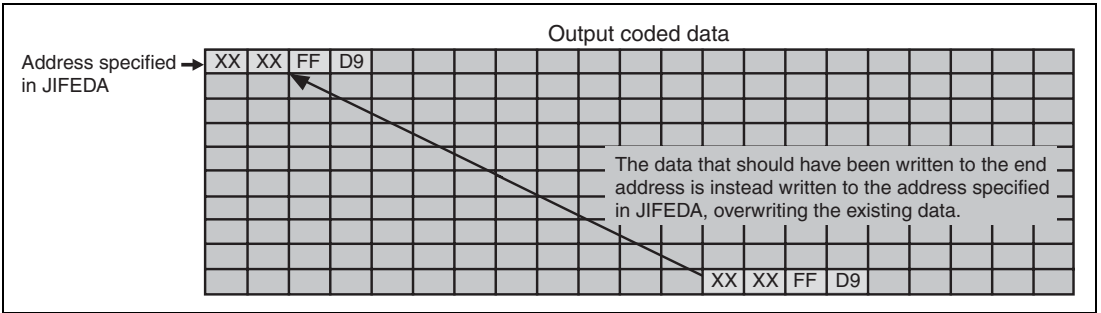 Output coded data
Address specified
in JIFEDA
XX XX FF D9
The data that should have been written to the end
address is instead written to the address specified
in JIFEDA, overwriting the existing data.
XX XX FF D9